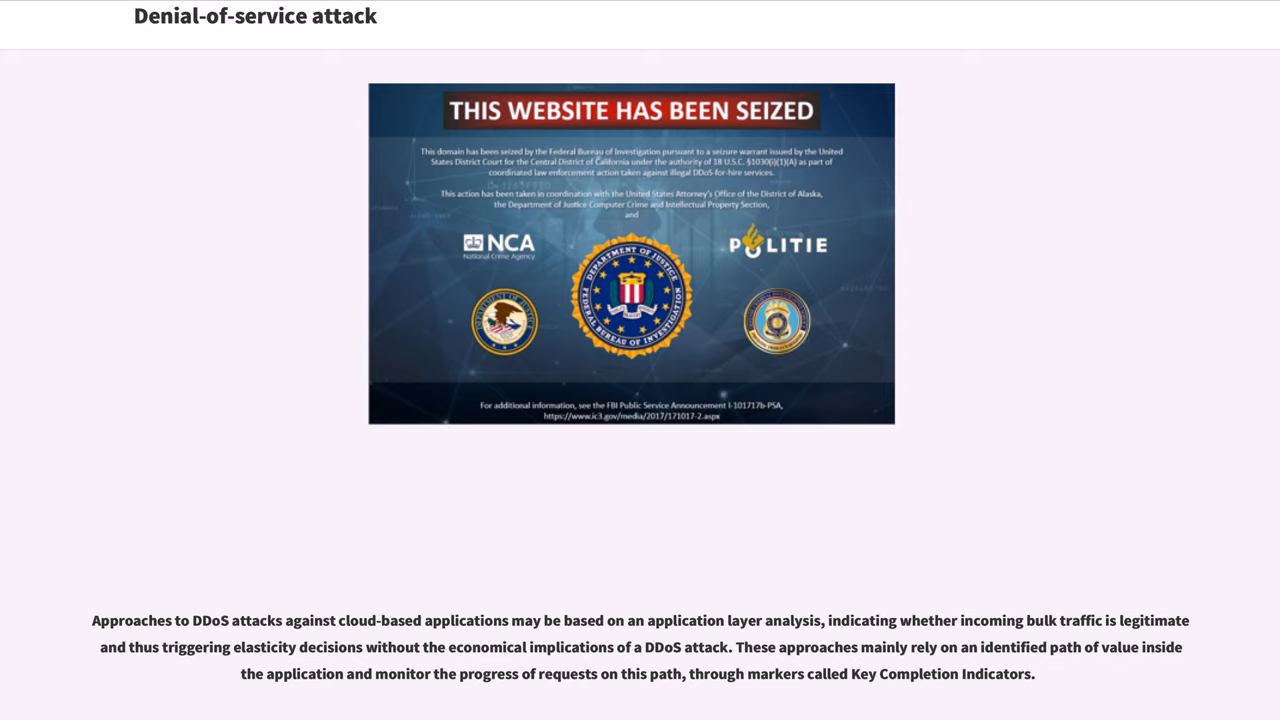 Denial-of-service attack
THIS WEBSITE HAS BEEN SEIZED
This domain has been seized by the Federal Bureau of Investigation pursuant to a seizure warrant issued by the United
States District Court for the Central District of California under the authority of 18 U.S.C. §1030(i)(1)(A) as part of
coordinated law enforcement action taken against illegal DDoS-for-hire services.
This action has been taken in coordination with the United States Attorney's Office of the District of Alaska,
the Department of Justice Computer Crime and Intellectual Property Section,
and
NCA
National Crime Agency
POLITIE
DEPARTMENT OF JUSTICE
FEDERAL BUREAU OF INVESTIGATION
For additional information, see the FBI Public Service Announcement I-101717b-PSA,
https://www.ic3.gov/media/2017/171017-2.aspx
Approaches to DDoS attacks against cloud-based applications may be based on an application layer analysis, indicating whether incoming bulk traffic is legitimate
and thus triggering elasticity decisions without the economical implications of a DDoS attack. These approaches mainly rely on an identified path of value inside
the application and monitor the progress of requests on this path, through markers called Key Completion Indicators.